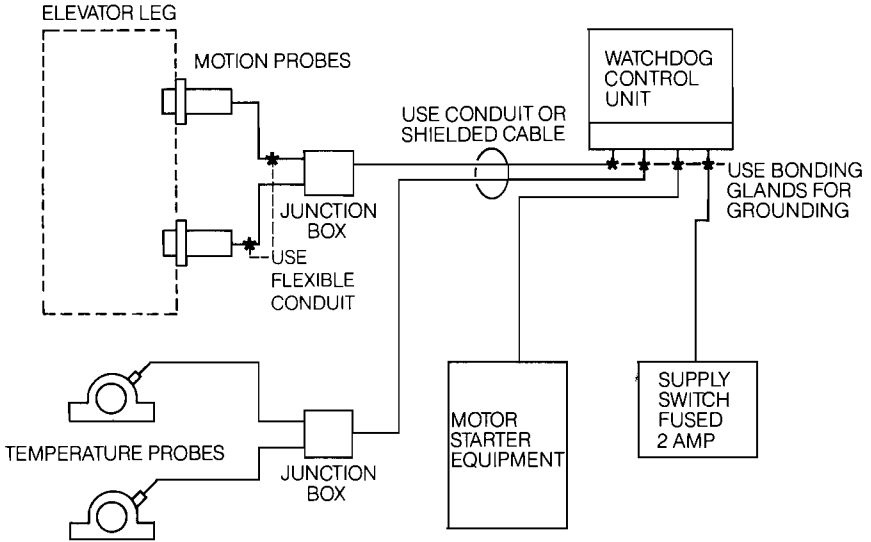 ELEVATOR LEG
MOTION PROBES
WATCHDOG
CONTROL
UNIT
USE CONDUIT OR
SHIELDED CABLE
USE BONDING
GLANDS FOR
GROUNDING
JUNCTION
BOX
USE
FLEXIBLE
CONDUIT
TEMPERATURE PROBES
JUNCTION
BOX
MOTOR
STARTER
EQUIPMENT
SUPPLY
SWITCH
FUSED
2 AMP